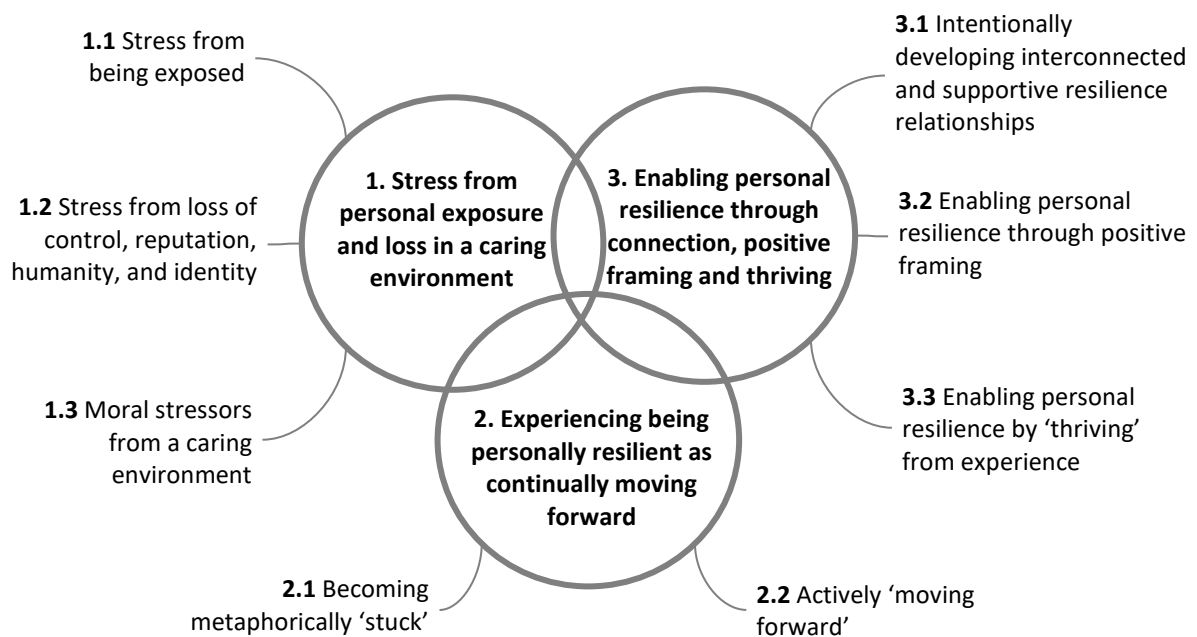 1.1 Stress from
being exposed
1.2 Stress from loss of
control, reputation,
humanity, and identity
1.3 Moral stressors
from a caring
environment
1. Stress from
personal exposure
and loss in a caring
environment
3. Enabling personal
resilience through
connection, positive
framing and thriving
3.1 Intentionally
developing interconnected
and supportive resilience
relationships
3.2 Enabling personal
resilience through positive
framing
3.3 Enabling personal
resilience by ‘thriving’
from experience
2. Experiencing being
personally resilient as
continually moving
forward
2.1 Becoming
metaphorically ‘stuck’
2.2 Actively ‘moving
forward’